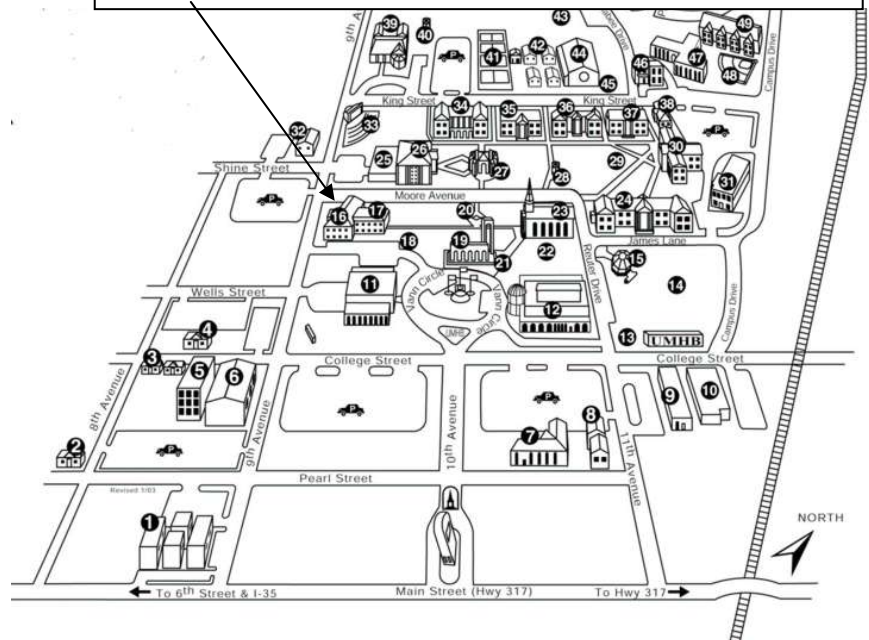 39
9th Ave
40
P
41
42
43
44
45
abee Drive
46
47
48
49
Campus Drive
King Street
King Street
32
33
34
35
36
37
38
P
Shine Street
25
26
27
28
29
30
31
P
Moore Avenue
16
17
20
23
24
James Lane
18
19
21
22
15
14
Reuter Drive
11
Vann Circle
Vann Circle
12
Wells Street
4
UMHB
13
UMHB
Campus Drive
College Street
College Street
3
5
6
P
P
9
10
8th Avenue
9th Avenue
10th Avenue
7
8
11th Avenue
2
P
Pearl Street
Revised 1/03
1
NORTH
To 6th Street & I-35
Main Street (Hwy 317)
To Hwy 317